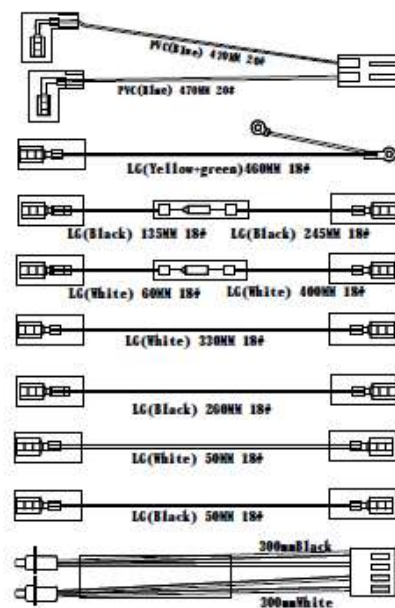 PVC(Blue) 470MM 20#
PVC(Blue) 470MM 20#
LG(Yellow+green)460MM 18#
LG(Black) 135MM 18# LG(Black) 245MM 18#
LG(White) 60MM 18# LG(White) 400MM 18#
LG(White) 330MM 18#
LG(Black) 260MM 18#
LG(White) 50MM 18#
LG(Black) 50MM 18#
300mmBlack
300mmWhite